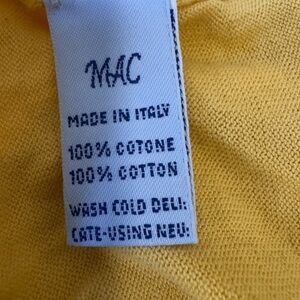 MAC
MADE IN ITALY
100% COTONE
100% COTTON
WASH COLD DELI:
CATE-USING NEU: